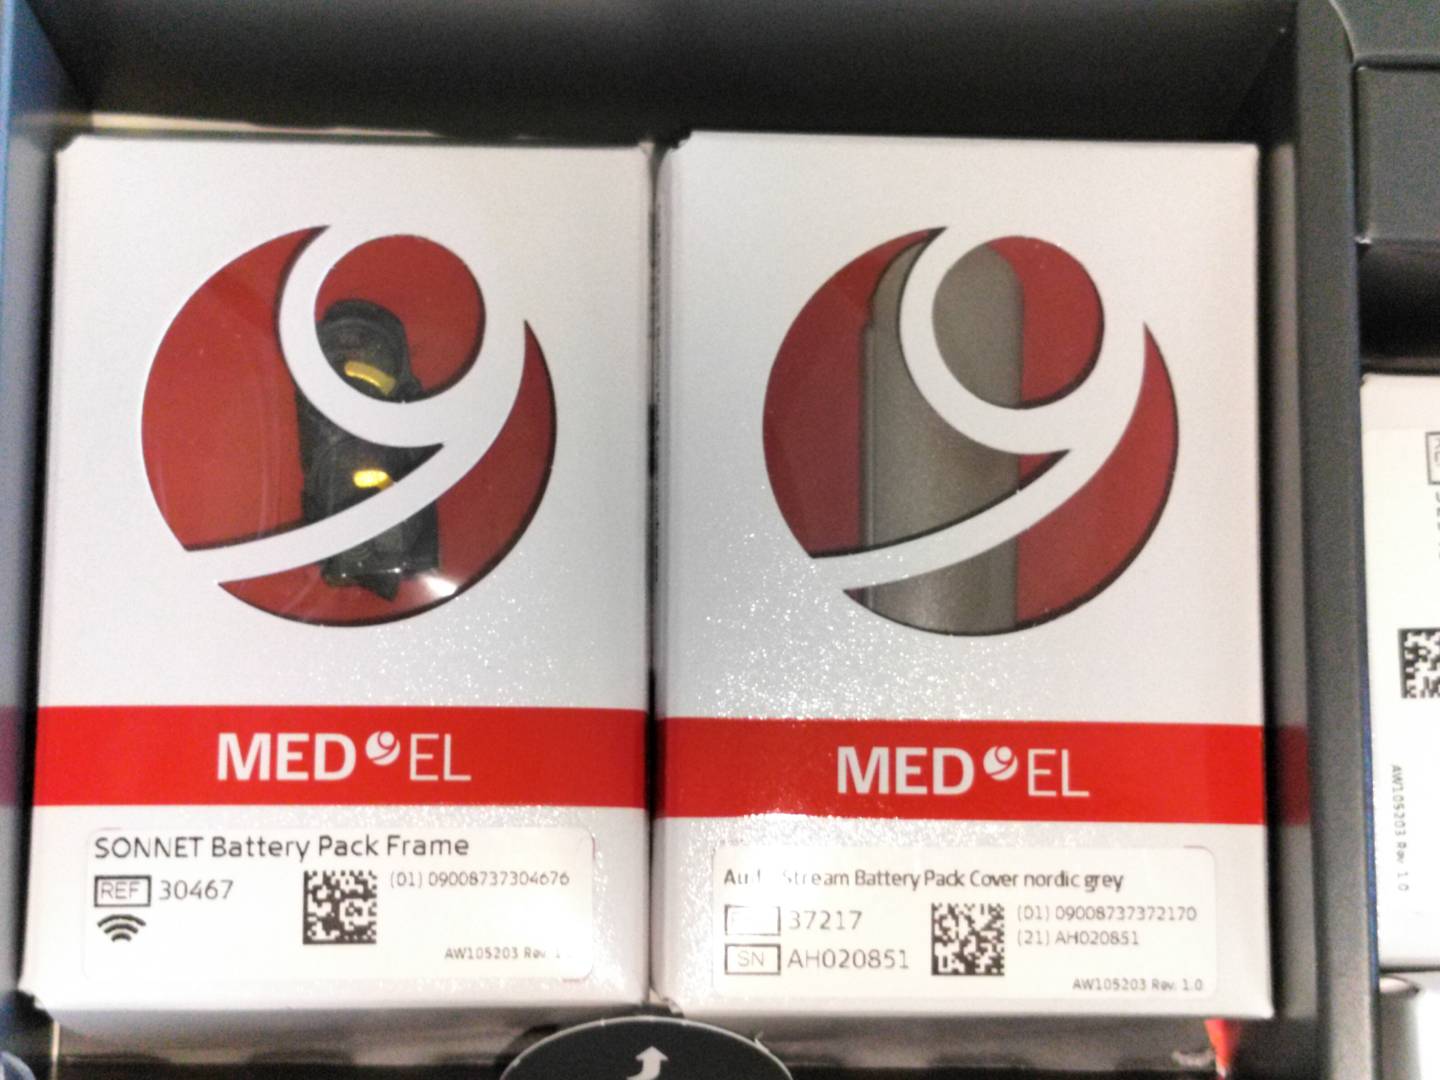 MED EL
SONNET Battery Pack Frame
REF 30467
(01) 09008737304676
AW105203 Rev. 1
MED EL
Stream Battery Pack Cover nordic grey
37217
SN AH020851
(01) 09008737372170
(21) AH020851
AW105203 Rev. 1.0
AW105203 Rev. 1.0